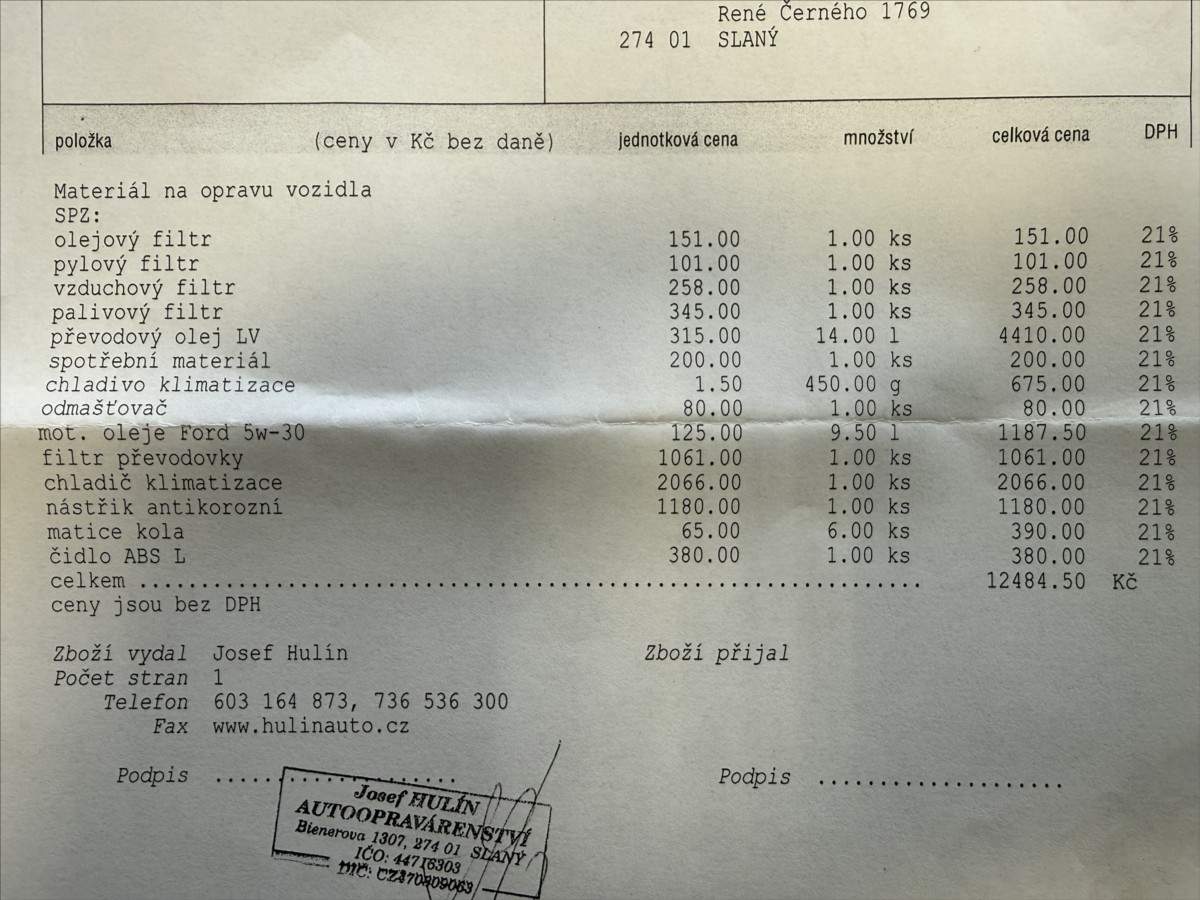 René Černého 1769
274 01 SLANÝ
položka (ceny v Kč bez daně) jednotková cena množství celková cena DPH
Materiál na opravu vozidla
SPZ:
olejový filtr 151.00 1.00 ks 151.00 21%
pylový filtr 101.00 1.00 ks 101.00 21%
vzduchový filtr 258.00 1.00 ks 258.00 21%
palivový filtr 345.00 1.00 ks 345.00 21%
převodový olej LV 315.00 14.00 l 4410.00 21%
spotřební materiál 200.00 1.00 ks 200.00 21%
chladivo klimatizace 1.50 450.00 g 675.00 21%
odmašťovač 80.00 1.00 ks 80.00 21%
mot. oleje Ford 5w-30 125.00 9.50 l 1187.50 21%
filtr převodovky 1061.00 1.00 ks 1061.00 21%
chladič klimatizace 2066.00 1.00 ks 2066.00 21%
nástřik antikorozní 1180.00 1.00 ks 1180.00 21%
matice kola 65.00 6.00 ks 390.00 21%
čidlo ABS L 380.00 1.00 ks 380.00 21%
celkem ............................................................... 12484.50 Kč
ceny jsou bez DPH
Zboží vydal Josef Hulín Zboží přijal
Počet stran 1
Telefon 603 164 873, 736 536 300
Fax www.hulinauto.cz
Podpis .................... Podpis ....................
Josef HULÍN
AUTOOPRAVÁRENSTVÍ
Bienerova 1307, 274 01 SLANÝ
IČO: 44716303
DIČ: CZ470809063